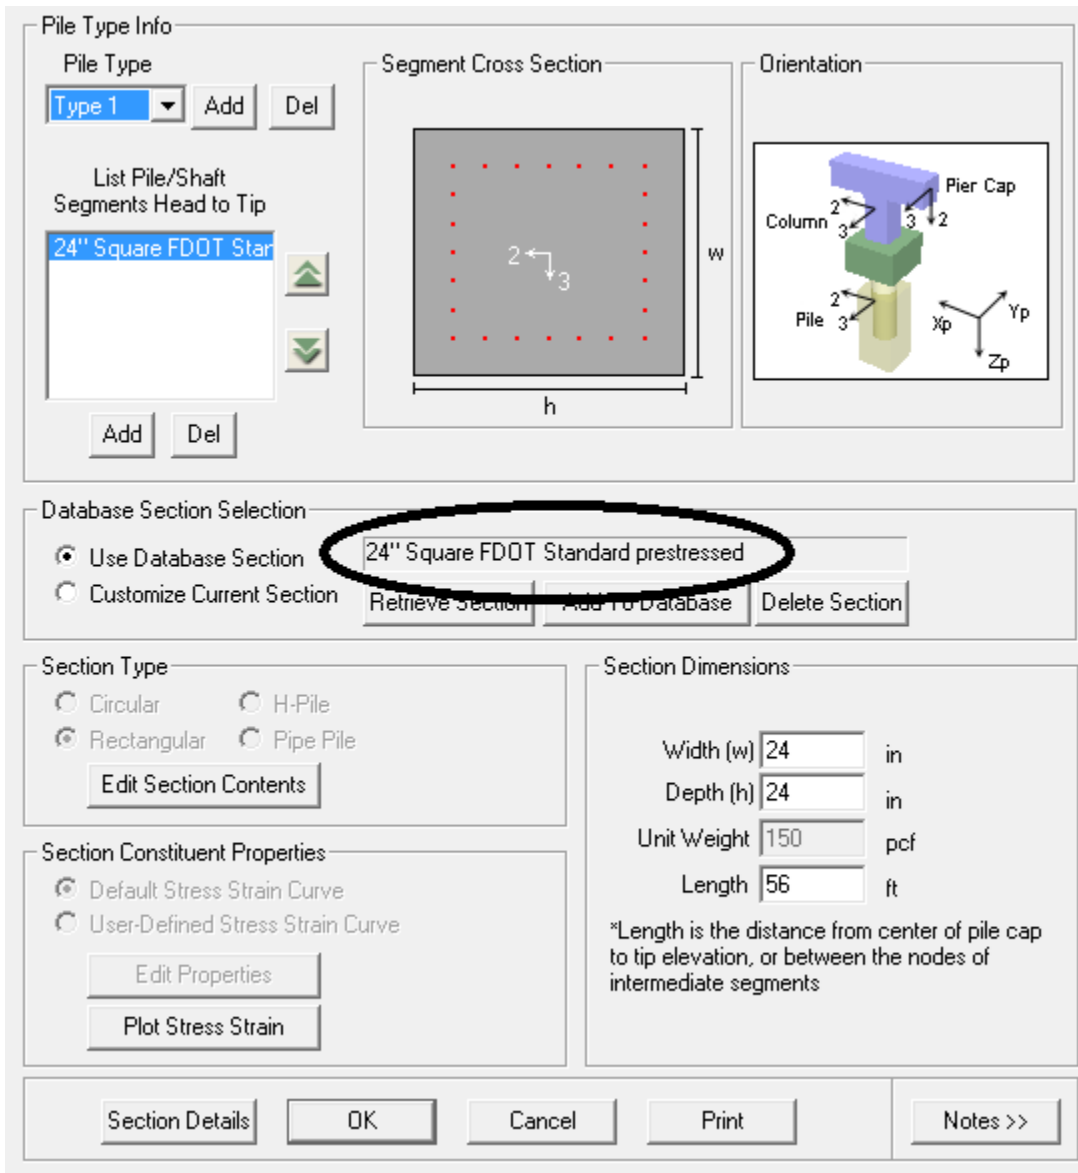 Pile Type Info
Pile Type
Type 1
Add
Del
List Pile/Shaft
Segments Head to Tip
24" Square FDOT Star
Add
Del
Segment Cross Section
2
3
w
h
Orientation
Pier Cap
Column
2
3
3
2
Pile
2
3
Xp
Yp
Zp
Database Section Selection
Use Database Section
24" Square FDOT Standard prestressed
Customize Current Section
Retrieve Section
Add To Database
Delete Section
Section Type
Circular
H-Pile
Rectangular
Pipe Pile
Edit Section Contents
Section Constituent Properties
Default Stress Strain Curve
User-Defined Stress Strain Curve
Edit Properties
Plot Stress Strain
Section Dimensions
Width (w) 24 in
Depth (h) 24 in
Unit Weight 150 pcf
Length 56 ft
*Length is the distance from center of pile cap
to tip elevation, or between the nodes of
intermediate segments
Section Details
OK
Cancel
Print
Notes >>